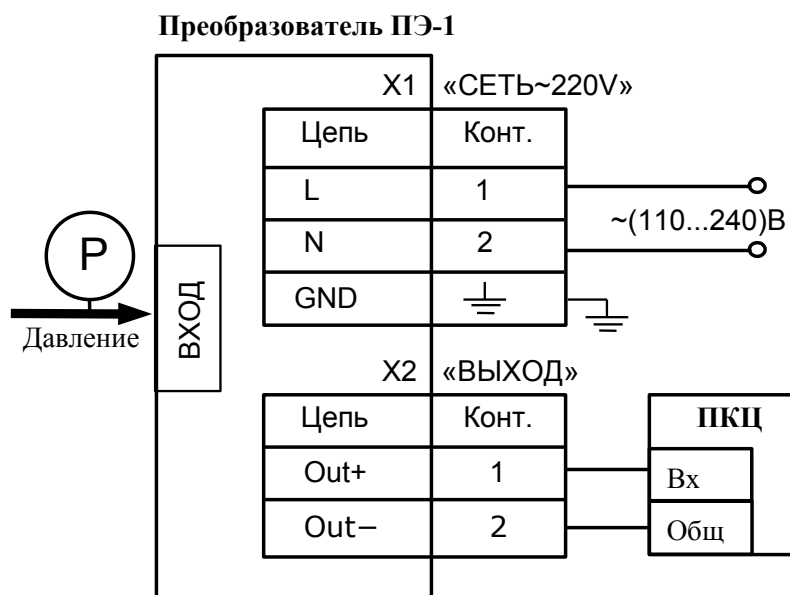 Преобразователь ПЭ-1
X1 «СЕТЬ~220V»
Цепь Конт.
L 1
~(110...240)В
N 2
P
GND
ВХОД
Давление
X2 «ВЫХОД»
Цепь Конт.
ПКЦ
Out+ 1
Вх
Out− 2
Общ